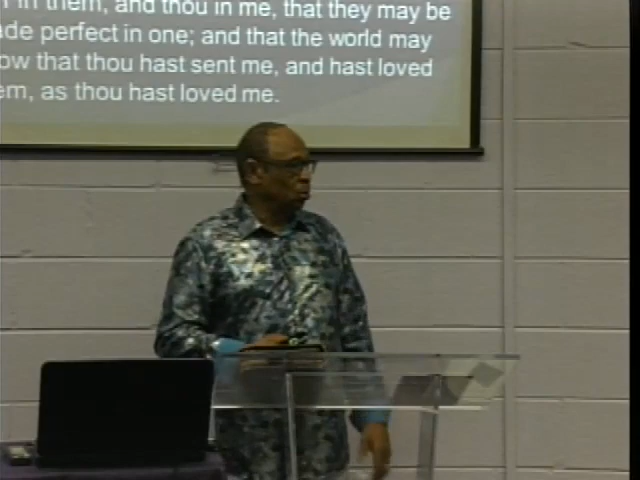 in them, and thou in me, that they may be
ade perfect in one; and that the world may
ow that thou hast sent me, and hast loved
em, as thou hast loved me.